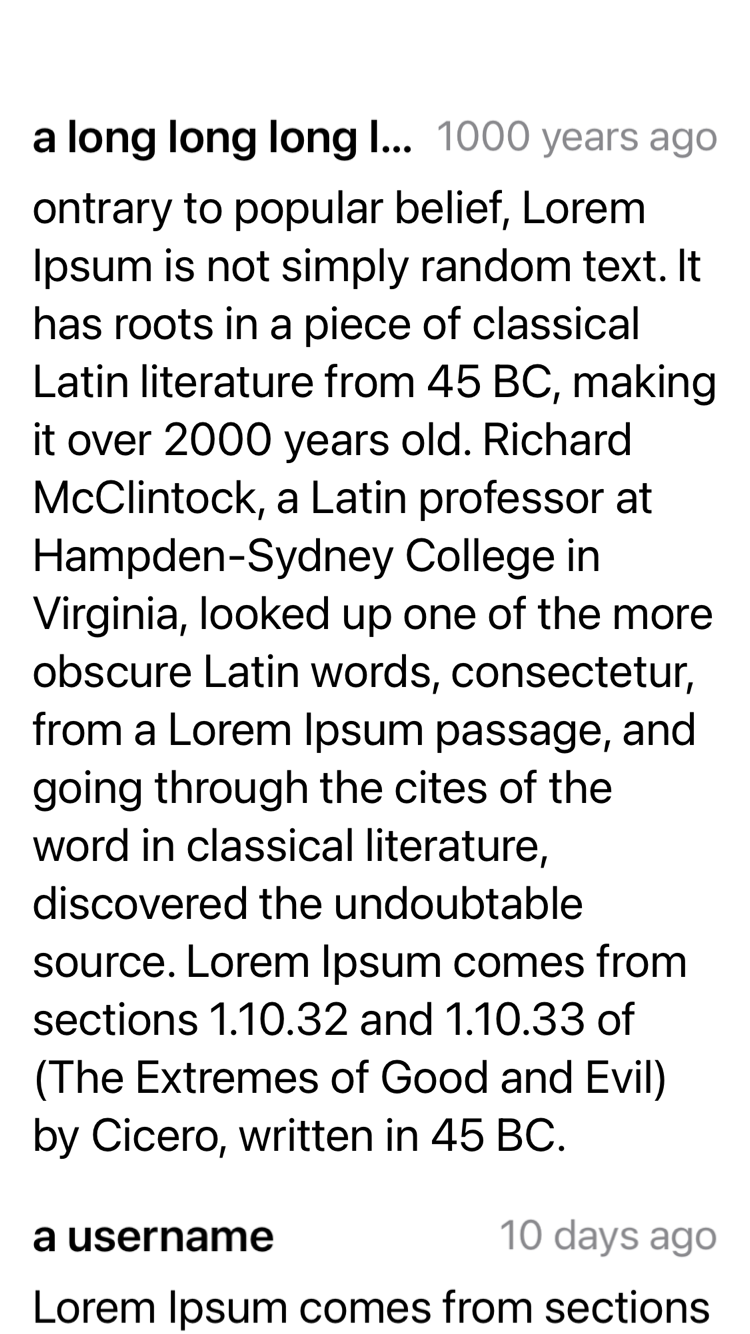 a long long long l... 1000 years ago
ontrary to popular belief, Lorem
Ipsum is not simply random text. It
has roots in a piece of classical
Latin literature from 45 BC, making
it over 2000 years old. Richard
McClintock, a Latin professor at
Hampden-Sydney College in
Virginia, looked up one of the more
obscure Latin words, consectetur,
from a Lorem Ipsum passage, and
going through the cites of the
word in classical literature,
discovered the undoubtable
source. Lorem Ipsum comes from
sections 1.10.32 and 1.10.33 of
(The Extremes of Good and Evil)
by Cicero, written in 45 BC.
a username 10 days ago
Lorem Ipsum comes from sections